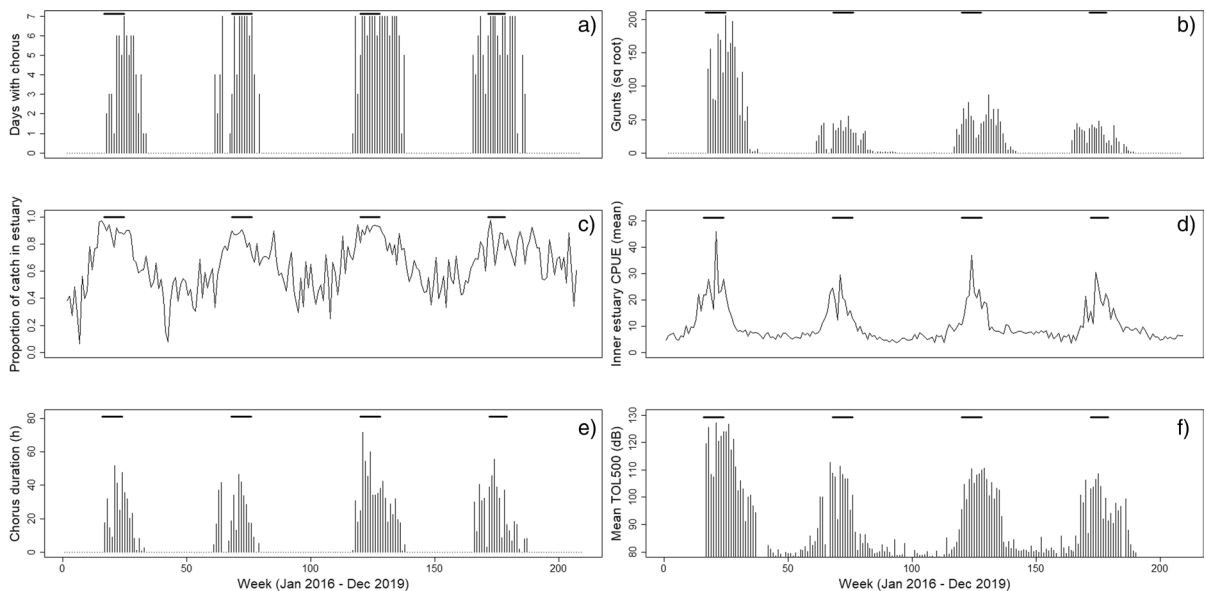 a)
Days with chorus
0 1 2 3 4 5 6 7
b)
Grunts (sq root)
0 50 100 150 200
c)
Proportion of catch in estuary
0.0 0.2 0.4 0.6 0.8 1.0
d)
Inner estuary CPUE (mean)
0 10 20 30 40 50
e)
Chorus duration (h)
0 20 40 60 80
0 50 100 150 200
Week (Jan 2016 - Dec 2019)
f)
Mean TOL500 (dB)
80 90 100 110 120 130
0 50 100 150 200
Week (Jan 2016 - Dec 2019)